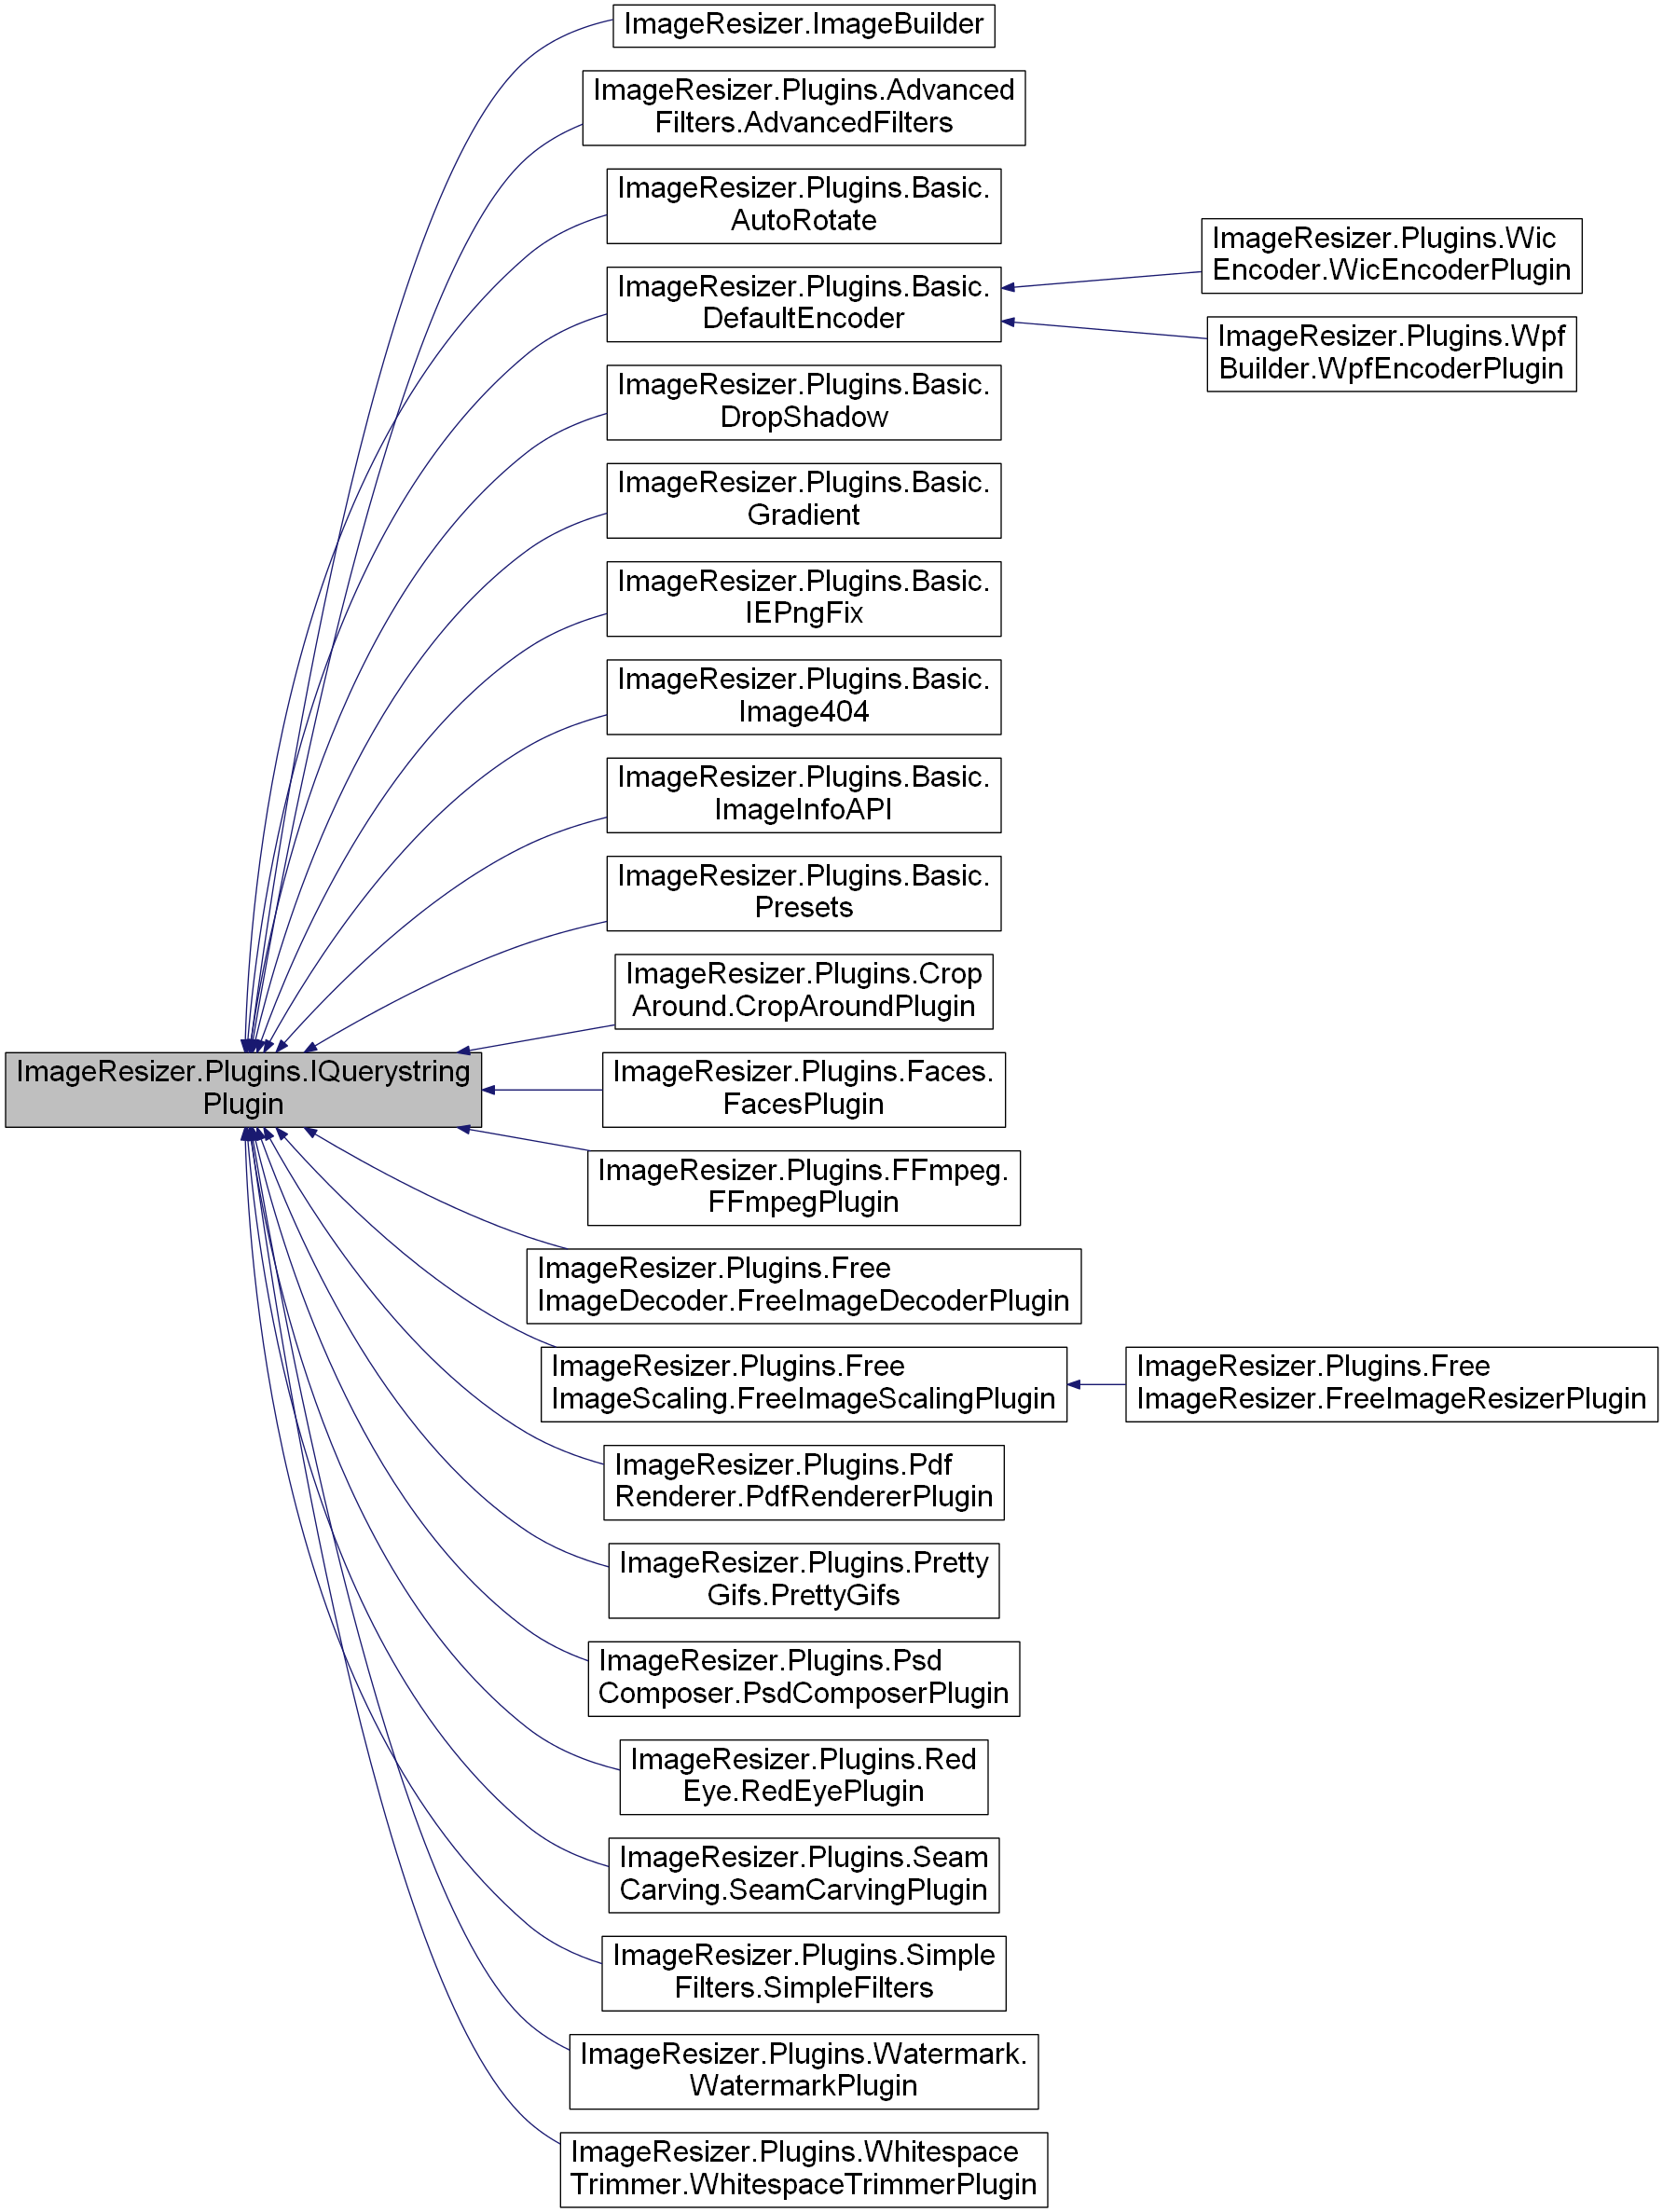 ImageResizer.ImageBuilder
ImageResizer.Plugins.Advanced
Filters.AdvancedFilters
ImageResizer.Plugins.Basic.
AutoRotate
ImageResizer.Plugins.Wic
Encoder.WicEncoderPlugin
ImageResizer.Plugins.Basic.
DefaultEncoder
ImageResizer.Plugins.Wpf
Builder.WpfEncoderPlugin
ImageResizer.Plugins.Basic.
DropShadow
ImageResizer.Plugins.Basic.
Gradient
ImageResizer.Plugins.Basic.
IEPngFix
ImageResizer.Plugins.Basic.
Image404
ImageResizer.Plugins.Basic.
ImageInfoAPI
ImageResizer.Plugins.Basic.
Presets
ImageResizer.Plugins.Crop
Around.CropAroundPlugin
ImageResizer.Plugins.IQuerystring
Plugin
ImageResizer.Plugins.Faces.
FacesPlugin
ImageResizer.Plugins.FFmpeg.
FFmpegPlugin
ImageResizer.Plugins.Free
ImageDecoder.FreeImageDecoderPlugin
ImageResizer.Plugins.Free
ImageScaling.FreeImageScalingPlugin
ImageResizer.Plugins.Free
ImageResizer.FreeImageResizerPlugin
ImageResizer.Plugins.Pdf
Renderer.PdfRendererPlugin
ImageResizer.Plugins.Pretty
Gifs.PrettyGifs
ImageResizer.Plugins.Psd
Composer.PsdComposerPlugin
ImageResizer.Plugins.Red
Eye.RedEyePlugin
ImageResizer.Plugins.Seam
Carving.SeamCarvingPlugin
ImageResizer.Plugins.Simple
Filters.SimpleFilters
ImageResizer.Plugins.Watermark.
WatermarkPlugin
ImageResizer.Plugins.Whitespace
Trimmer.WhitespaceTrimmerPlugin